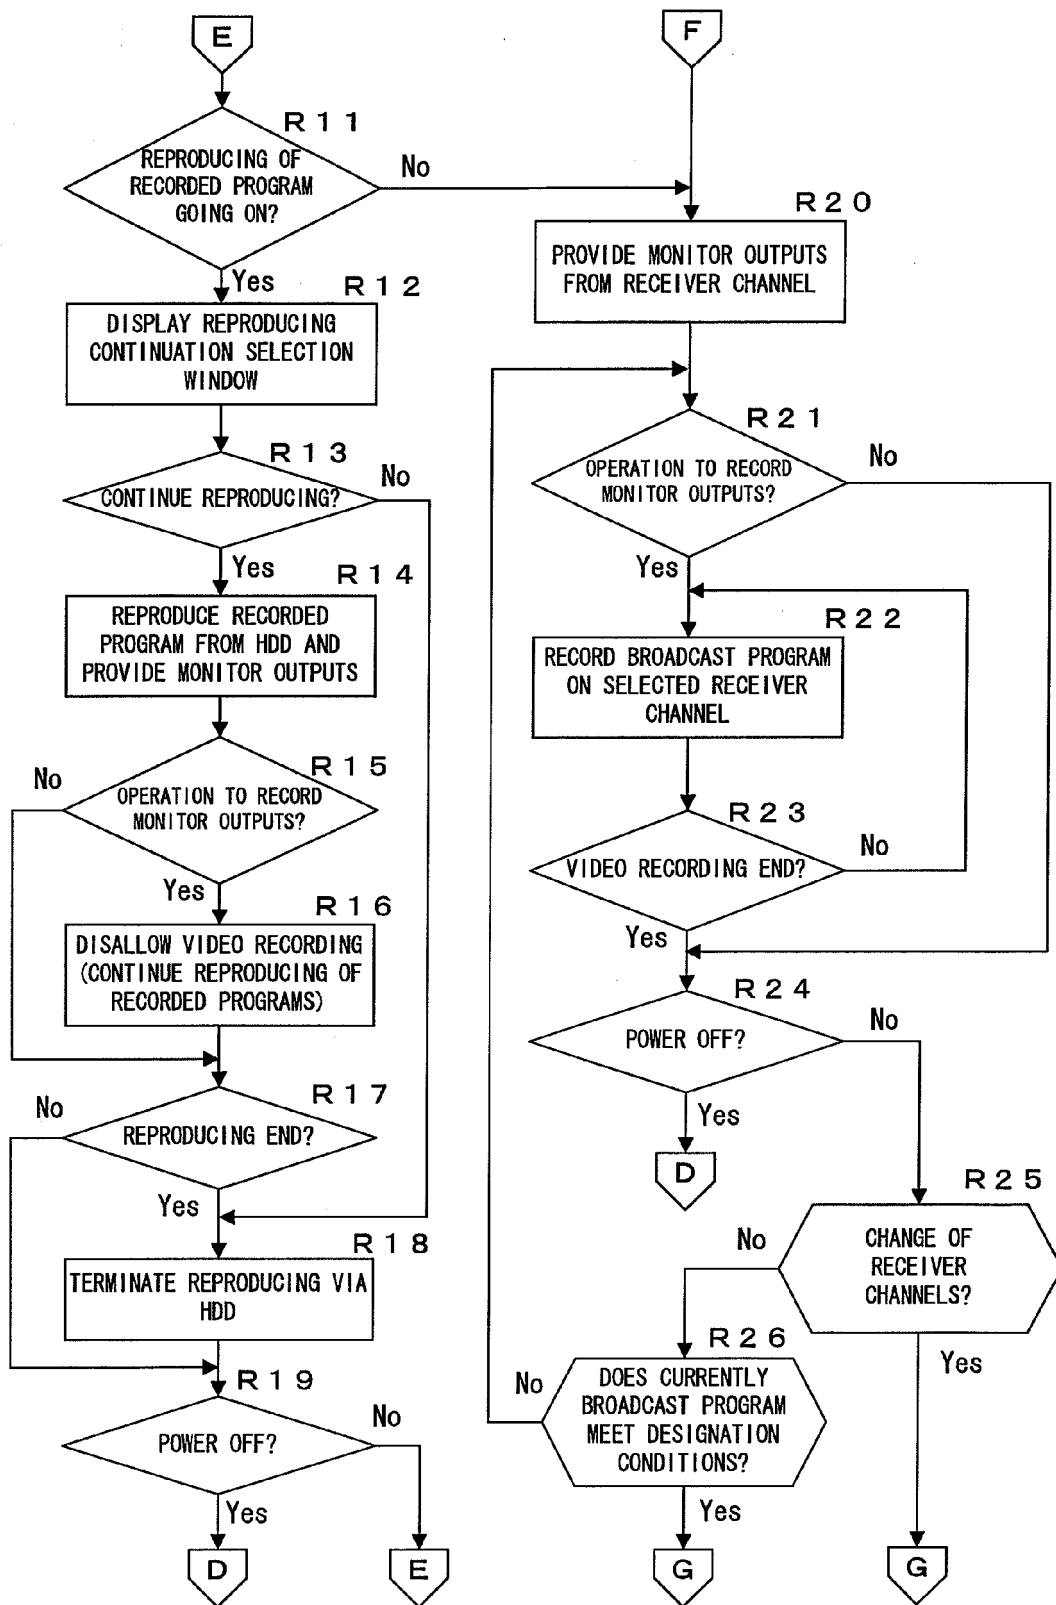 E
R11
REPRODUCING OF
RECORDED PROGRAM
GOING ON?
No
Yes
R12
DISPLAY REPRODUCING
CONTINUATION SELECTION
WINDOW
R13
CONTINUE REPRODUCING?
No
Yes
R14
REPRODUCE RECORDED
PROGRAM FROM HDD AND
PROVIDE MONITOR OUTPUTS
R15
No
OPERATION TO RECORD
MONITOR OUTPUTS?
Yes
R16
DISALLOW VIDEO RECORDING
(CONTINUE REPRODUCING OF
RECORDED PROGRAMS)
R17
No
REPRODUCING END?
Yes
R18
TERMINATE REPRODUCING VIA
HDD
R19
POWER OFF?
No
Yes
D
E
F
R20
PROVIDE MONITOR OUTPUTS
FROM RECEIVER CHANNEL
R21
No
OPERATION TO RECORD
MONITOR OUTPUTS?
Yes
R22
RECORD BROADCAST PROGRAM
ON SELECTED RECEIVER
CHANNEL
R23
VIDEO RECORDING END?
No
Yes
R24
POWER OFF?
No
Yes
D
R25
No
CHANGE OF
RECEIVER
CHANNELS?
Yes
R26
No
DOES CURRENTLY
BROADCAST PROGRAM
MEET DESIGNATION
CONDITIONS?
Yes
G
G